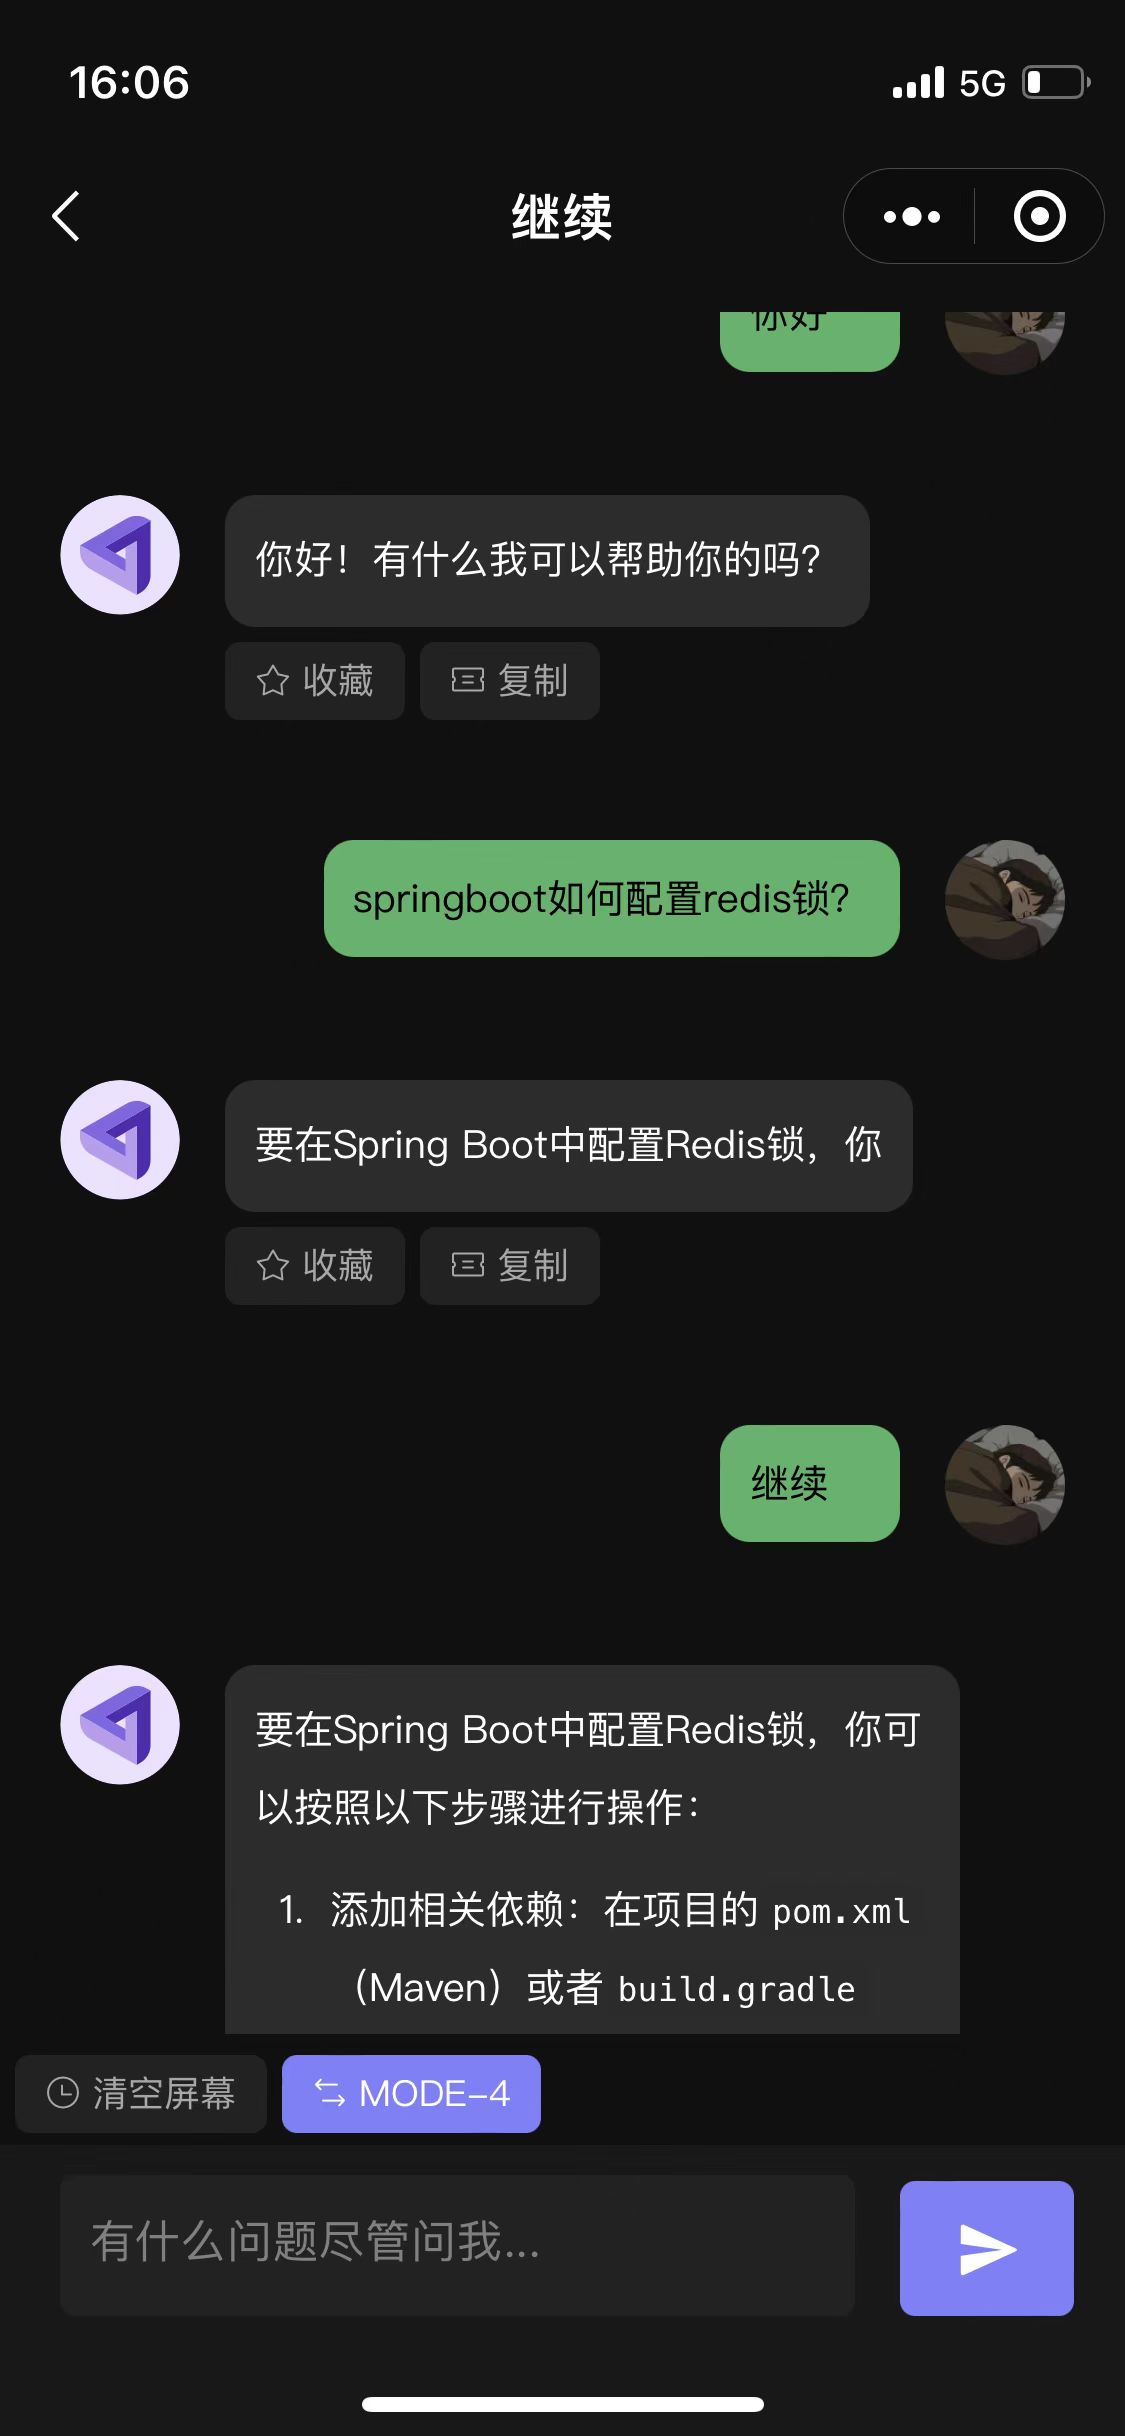 16:06
5G
继续
你好
你好！有什么我可以帮助你的吗？
收藏
复制
springboot如何配置redis锁？
要在Spring Boot中配置Redis锁，你
收藏
复制
继续
要在Spring Boot中配置Redis锁，你可
以按照以下步骤进行操作：
1. 添加相关依赖：在项目的 pom.xml
（Maven）或者 build.gradle
清空屏幕
MODE-4
有什么问题尽管问我...